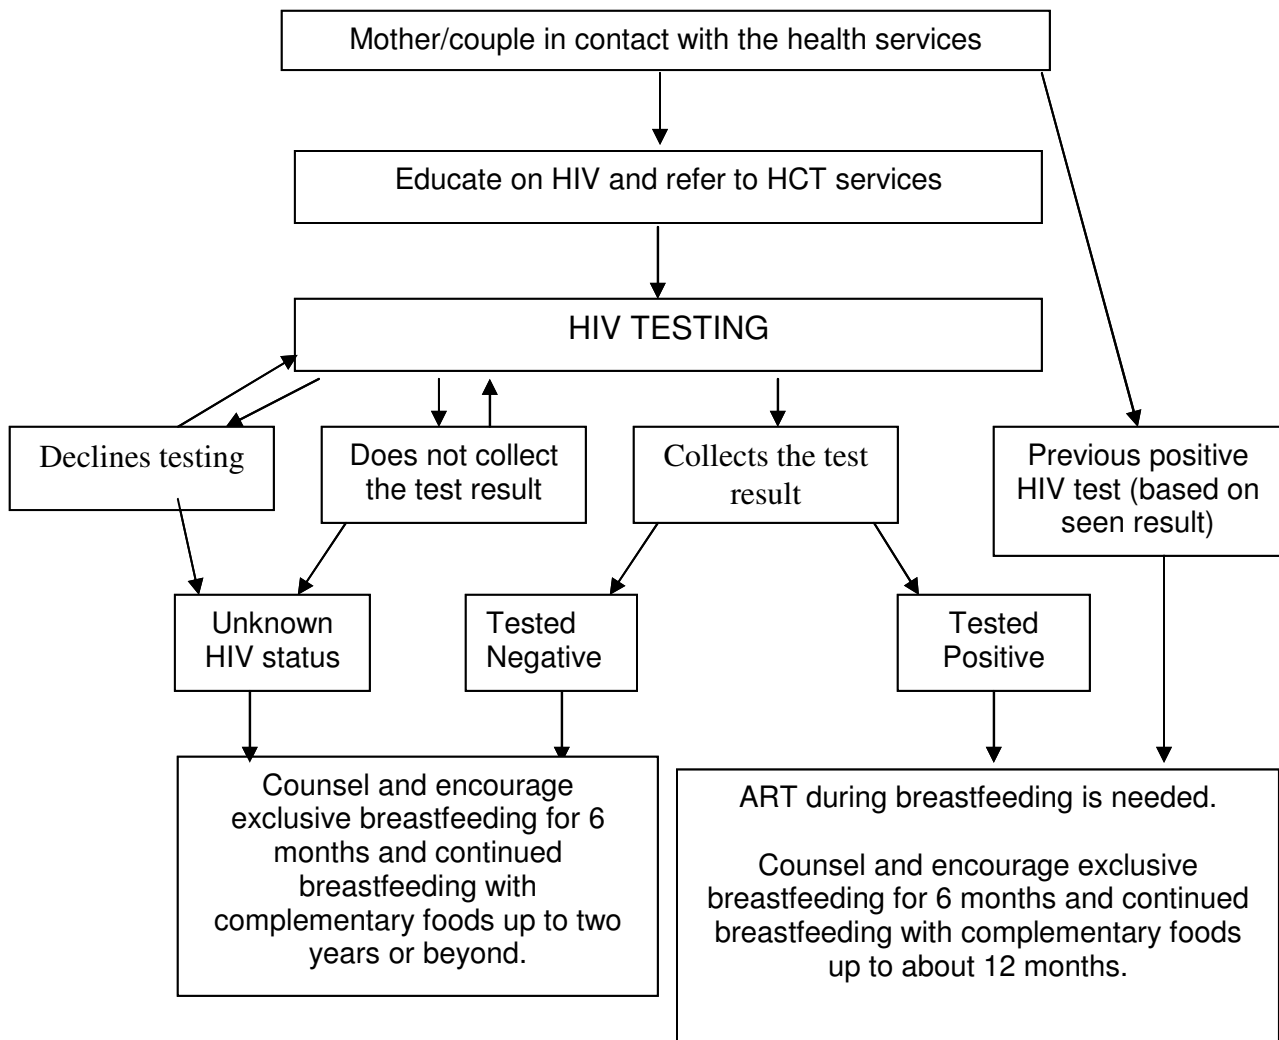 Mother/couple in contact with the health services
Educate on HIV and refer to HCT services
HIV TESTING
Declines testing
Does not collect
the test result
Collects the test
result
Previous positive
HIV test (based on
seen result)
Unknown
HIV status
Tested
Negative
Tested
Positive
Counsel and encourage
exclusive breastfeeding for 6
months and continued
breastfeeding with
complementary foods up to two
years or beyond.
ART during breastfeeding is needed.
Counsel and encourage exclusive
breastfeeding for 6 months and continued
breastfeeding with complementary foods
up to about 12 months.